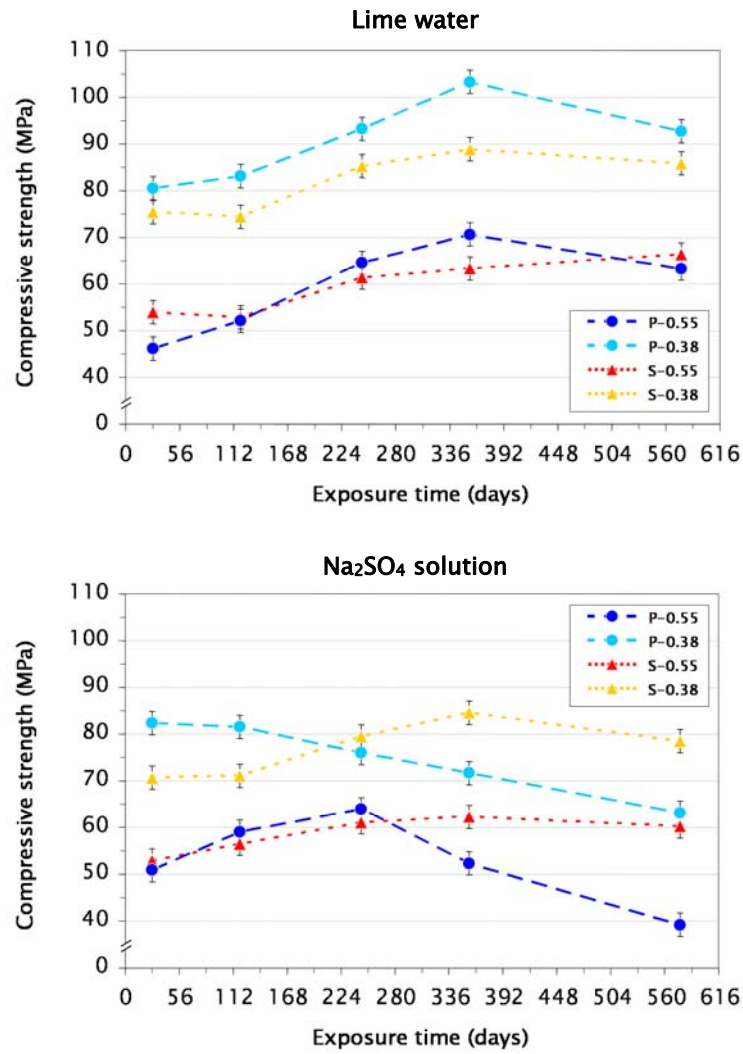 Lime water
110
100
90
80
70
60
50
40
0
Compressive strength (MPa)
P-0.55
P-0.38
S-0.55
S-0.38
0 56 112 168 224 280 336 392 448 504 560 616
Exposure time (days)
Na₂SO₄ solution
110
100
90
80
70
60
50
40
0
Compressive strength (MPa)
P-0.55
P-0.38
S-0.55
S-0.38
0 56 112 168 224 280 336 392 448 504 560 616
Exposure time (days)